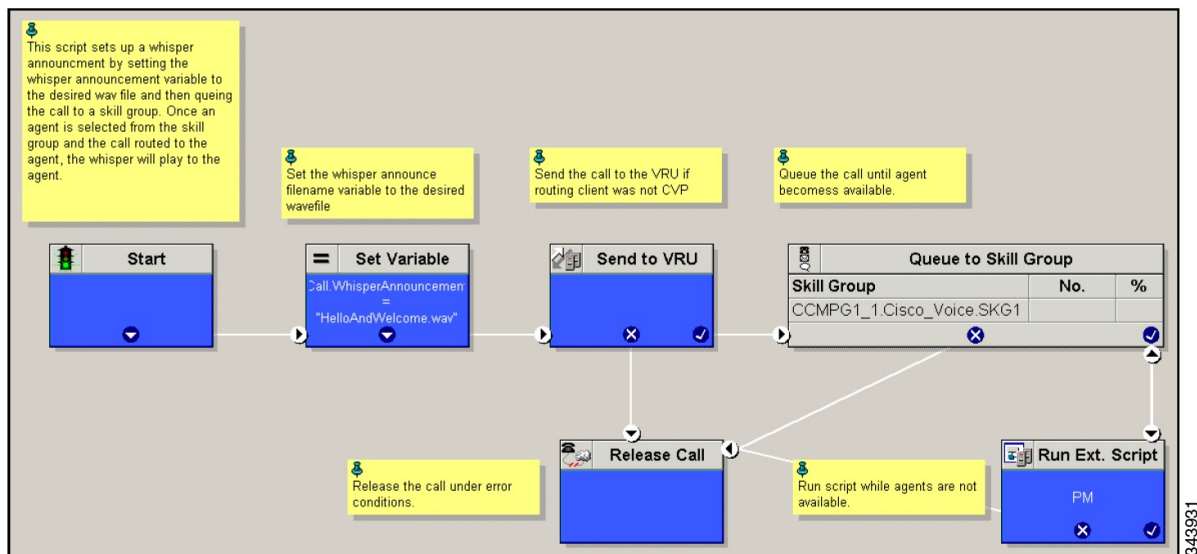 This script sets up a whisper
announcment by setting the
whisper announcement variable to
the desired wav file and then queing
the call to a skill group. Once an
agent is selected from the skill
group and the call routed to the
agent, the whisper will play to the
agent.
Set the whisper announce
filename variable to the desired
wavefile
Send the call to the VRU if
routing client was not CVP
Queue the call until agent
becomess available.
Start
= Set Variable
Call.WhisperAnnouncemen
=
"HelloAndWelcome.wav"
Send to VRU
Queue to Skill Group
Skill Group No. %
CCMPG1_1.Cisco_Voice.SKG1
Release Call
Run Ext. Script
PM
Release the call under error
conditions.
Run script while agents are not
available.
343931